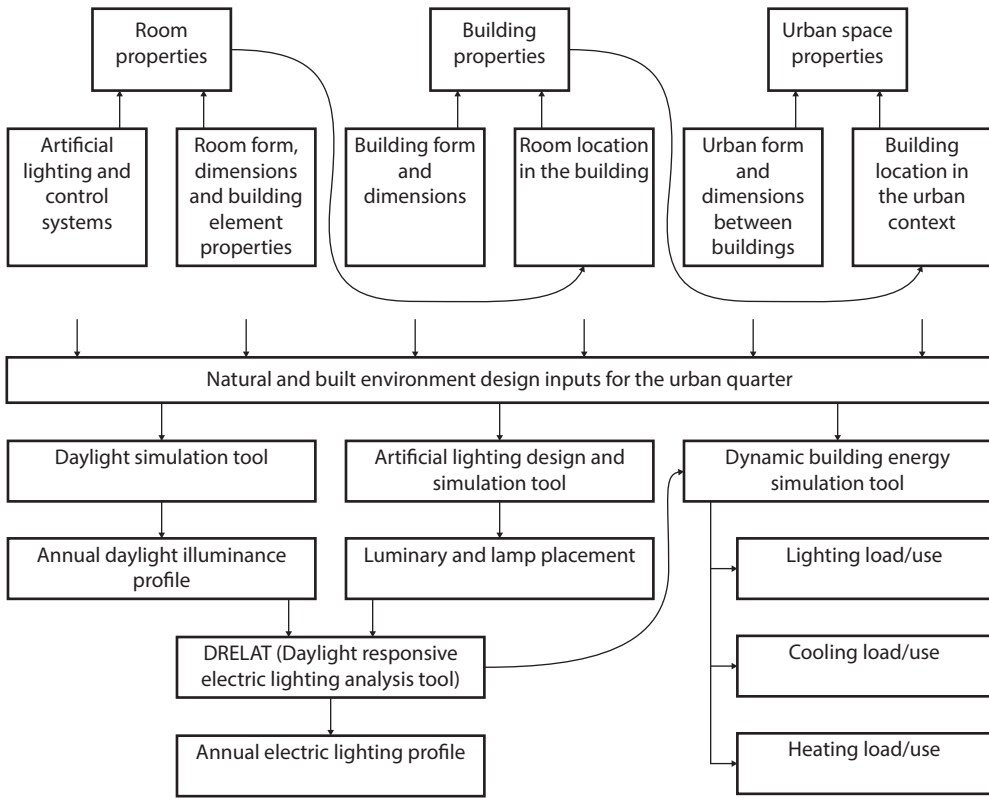 Room
properties
Building
properties
Urban space
properties
Artificial
lighting and
control
systems
Room form,
dimensions
and building
element
properties
Building form
and
dimensions
Room location
in the building
Urban form
and
dimensions
between
buildings
Building
location in
the urban
context
Natural and built environment design inputs for the urban quarter
Daylight simulation tool
Artificial lighting design and
simulation tool
Dynamic building energy
simulation tool
Annual daylight illuminance
profile
Luminary and lamp placement
Lighting load/use
DRELAT (Daylight responsive
electric lighting analysis tool)
Cooling load/use
Annual electric lighting profile
Heating load/use